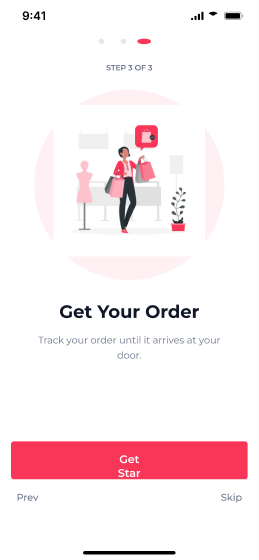 9:41
STEP 3 OF 3
Get Your Order
Track your order until it arrives at your
door.
Get
Star
Prev
Skip